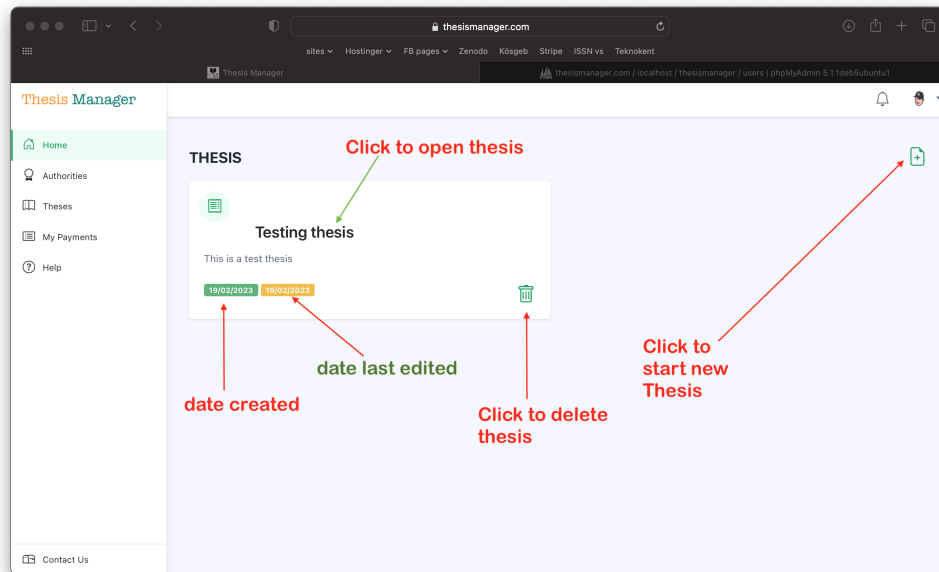 thesismanager.com
sites Hostinger FB pages Zenodo Kösgeb Stripe ISSN vs Teknokent
Thesis Manager
thesismanager.com / localhost / thesismanager / users | phpMyAdmin 5.1.1deb5ubuntu1
Thesis Manager
Home
Authorities
Theses
My Payments
Help
Contact Us
THESIS
Click to open thesis
Testing thesis
This is a test thesis
19/02/2023 19/02/2023
date last edited
date created
Click to delete
thesis
Click to
start new
Thesis